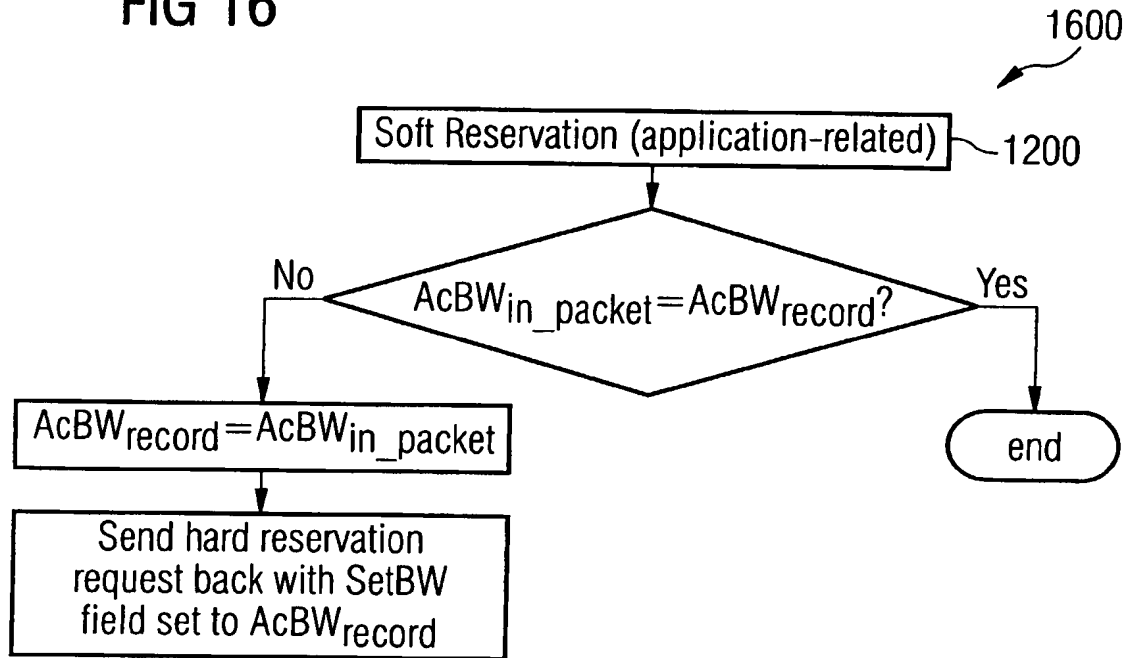 FIG 16
1600
Soft Reservation (application-related)
1200
No
AcBWin_packet=AcBWrecord?
Yes
AcBWrecord=AcBWin_packet
end
Send hard reservation
request back with SetBW
field set to AcBWrecord